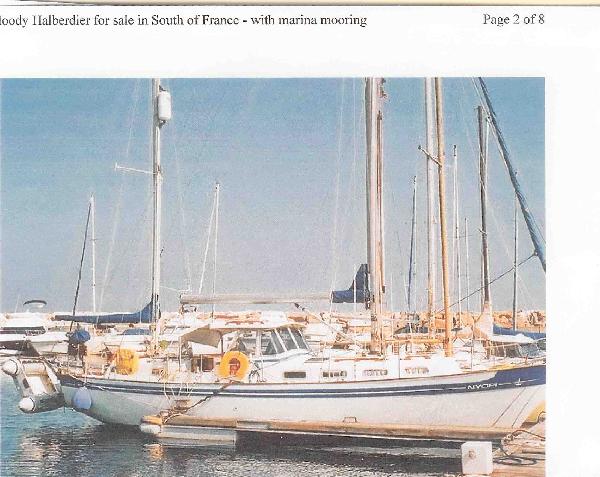 loody Halberdier for sale in South of France - with marina mooring
Page 2 of 8